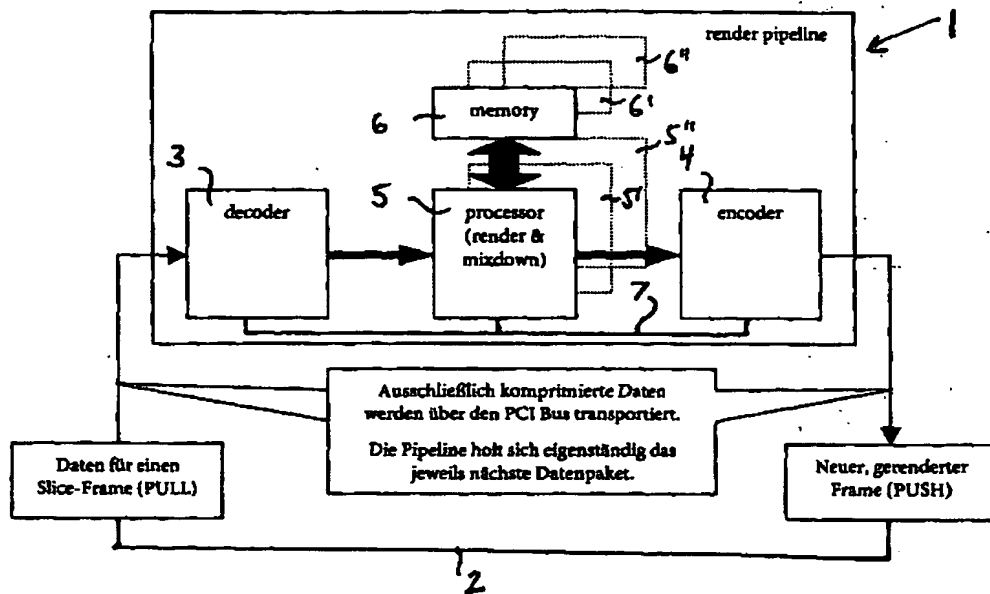 render pipeline
1
6"
6'
6
memory
5"
4
3
decoder
5
processor
(render &
mixdown)
5'
encoder
7
Ausschließlich komprimierte Daten
werden über den PCI Bus transportiert.
Die Pipeline holt sich eigenständig das
jeweils nächste Datenpaket.
Daten für einen
Slice-Frame (PULL)
Neuer, gerenderter
Frame (PUSH)
2